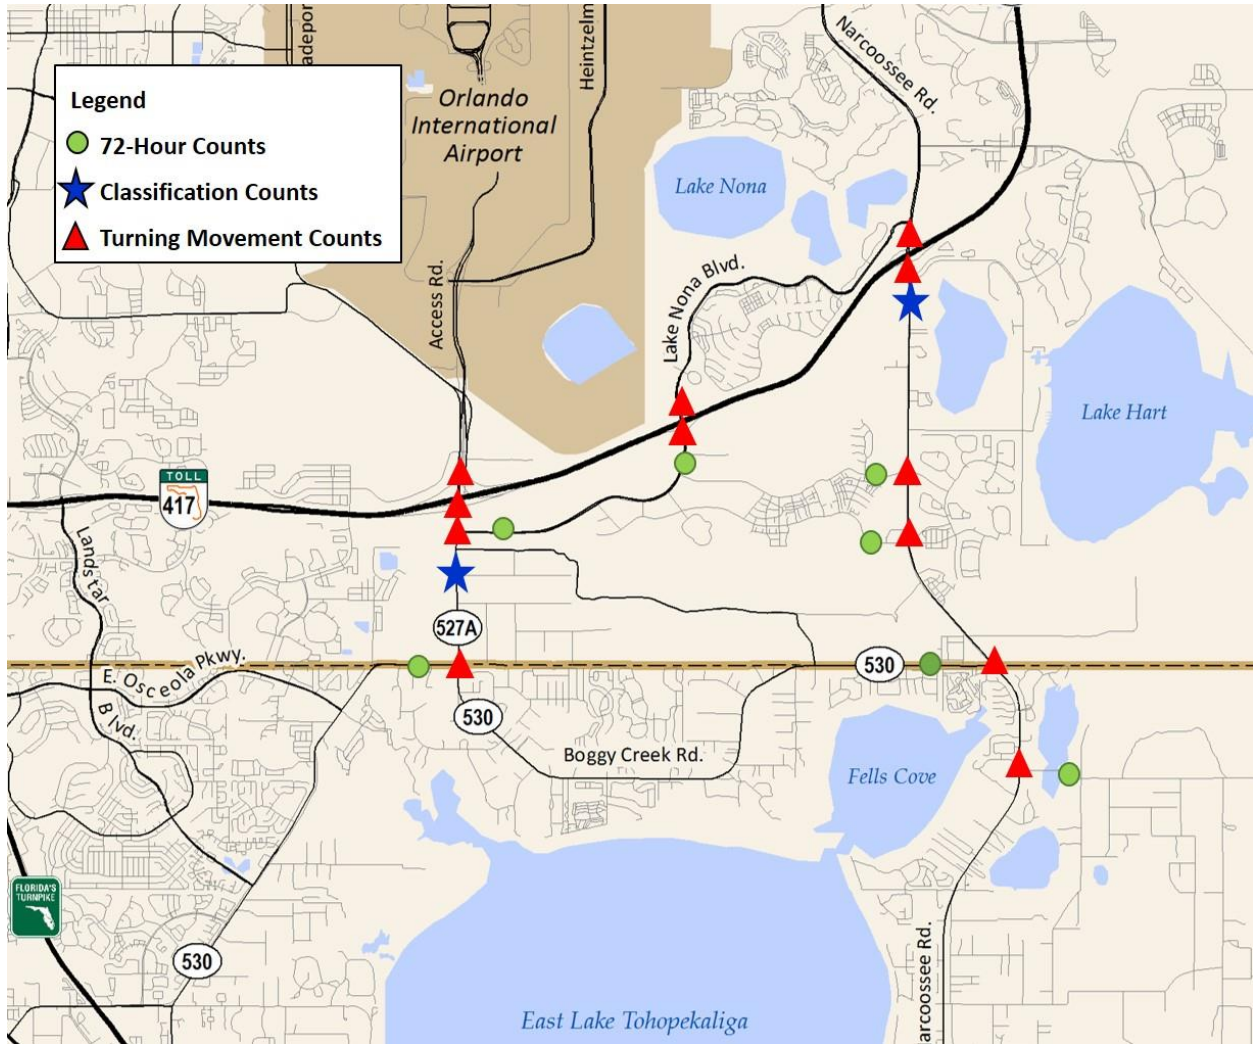 adepor
Heintzelm
Narcoossee Rd.
Legend
72-Hour Counts
Classification Counts
Turning Movement Counts
Orlando
International
Airport
Lake Nona
Access Rd.
Lake Nona Blvd.
Lake Hart
TOLL
417
Landstar
527A
E. Osceola Pkwy.
530
Blvd.
530
Boggy Creek Rd.
Fells Cove
FLORIDA'S
TURNPIKE
530
arcoossee Rd.
East Lake Tohopekaliga